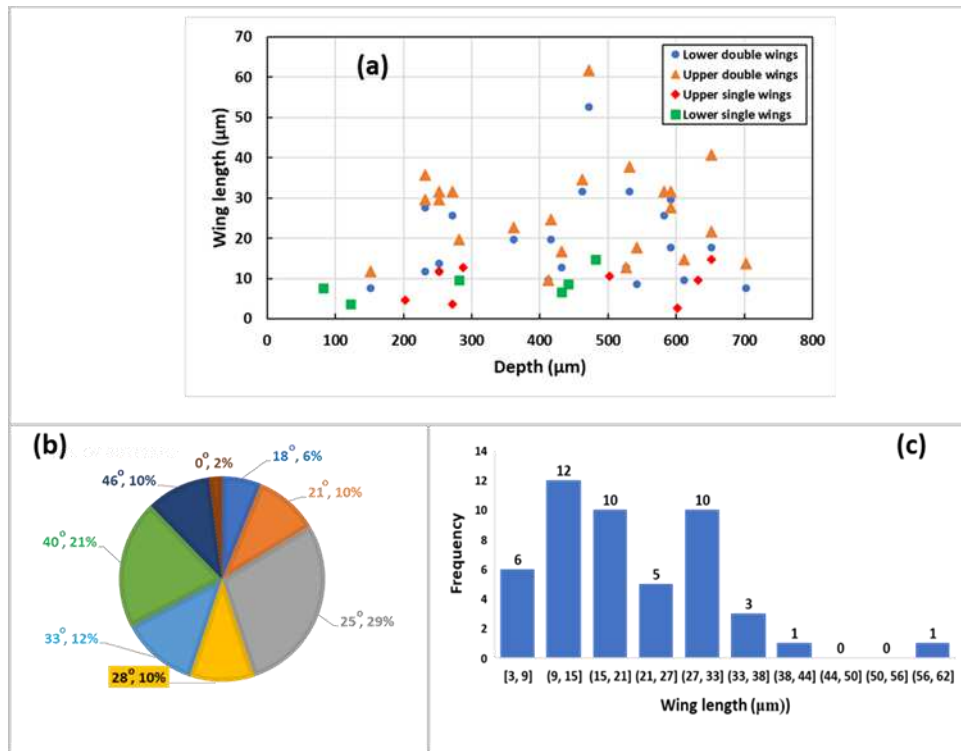 (a)
70
60
50
40
30
20
10
0
Wing length (µm)
0 100 200 300 400 500 600 700 800
Depth (µm)
Lower double wings
Upper double wings
Upper single wings
Lower single wings
(b)
0°, 2%
18°, 6%
46°, 10%
21°, 10%
40°, 21%
25°, 29%
33°, 12%
28°, 10%
(c)
14
12
10
8
6
4
2
0
Frequency
6 12 10 5 10 3 1 0 0 1
[3, 9] (9, 15] (15, 21] (21, 27] (27, 33] (33, 38] (38, 44] (44, 50] (50, 56] (56, 62]
Wing length (µm))